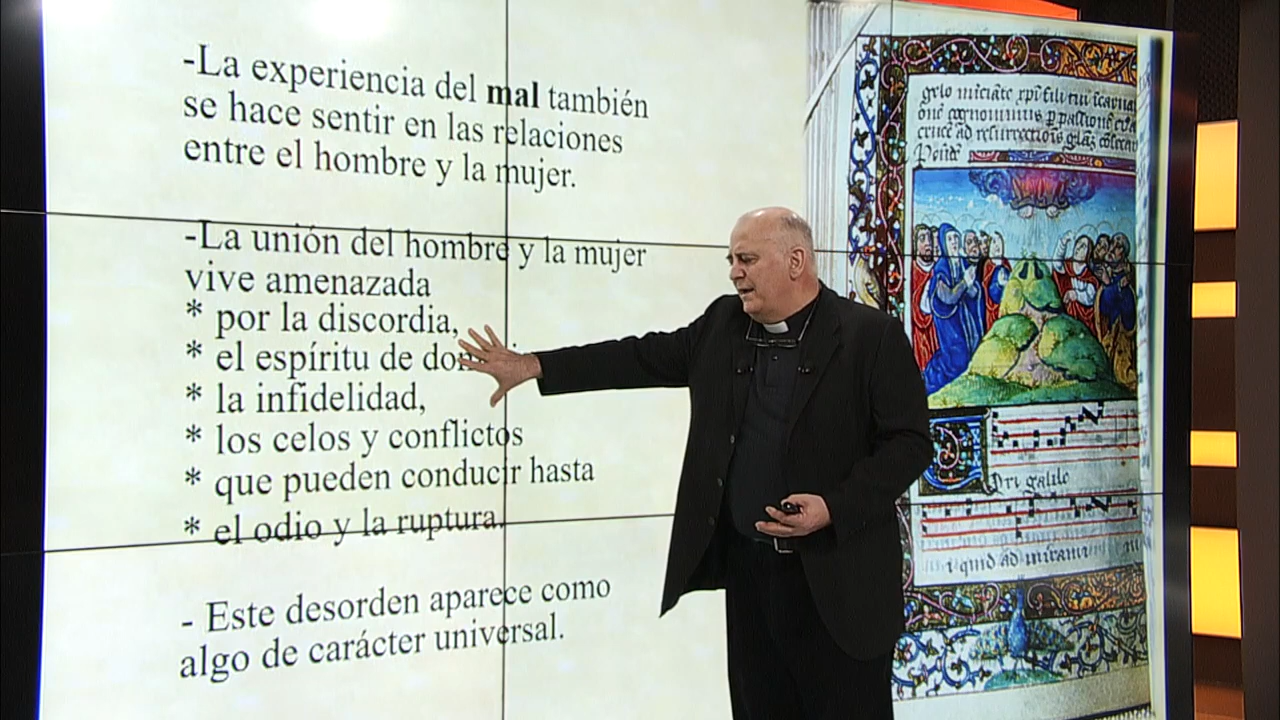 -La experiencia del mal también
se hace sentir en las relaciones
entre el hombre y la mujer.
-La unión del hombre y la mujer
vive amenazada
* por la discordia,
* el espíritu de
* la infidelidad,
* los celos y conflictos
* que pueden conducir hasta
* el odio y la ruptura.
- Este desorden aparece como
algo de carácter universal.